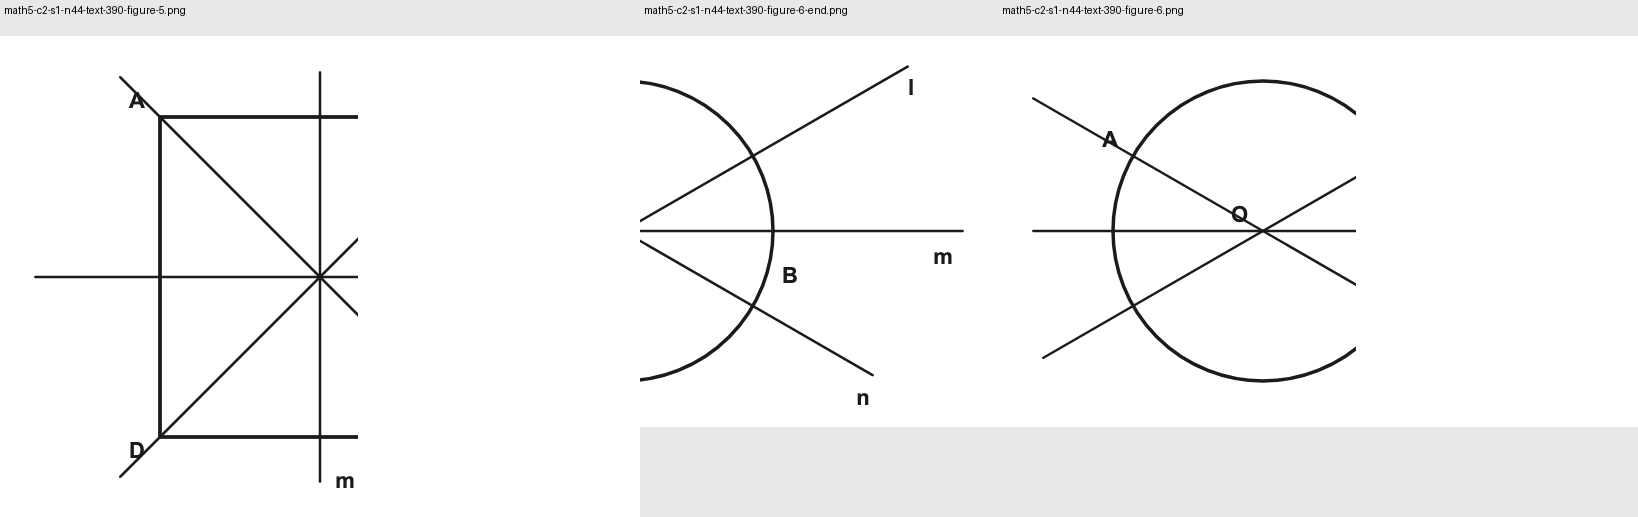 math5-c2-s1-n44-text-390-figure-5.png
math5-c2-s1-n44-text-390-figure-6-end.png
math5-c2-s1-n44-text-390-figure-6.png
A
D
m
l
m
B
n
A
O